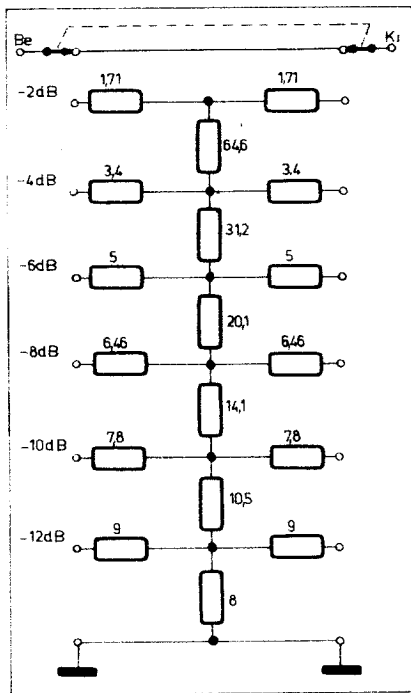 Be Ki
-2dB 1,71 1,71
64,6
-4dB 3,4 3,4
31,2
-6dB 5 5
20,1
-8dB 6,46 6,46
14,1
-10dB 7,8 7,8
10,5
-12dB 9 9
8